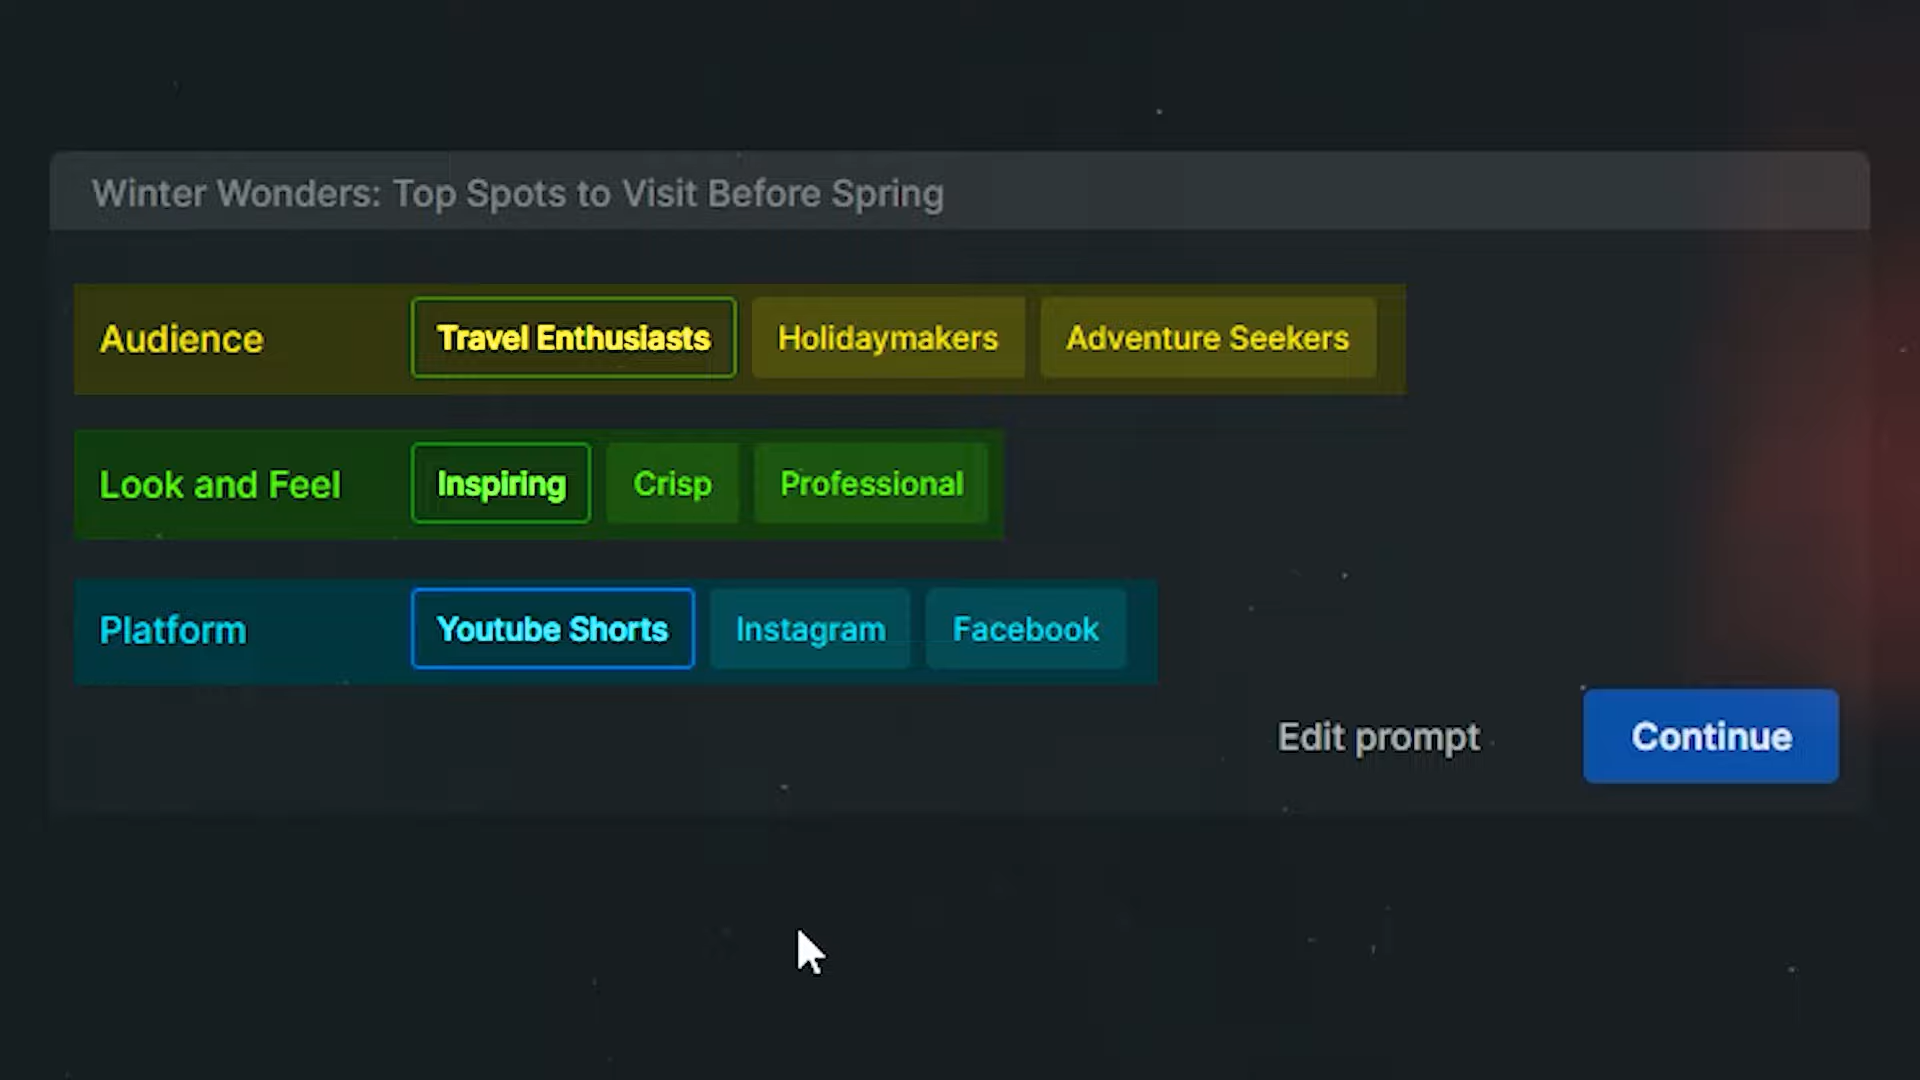 Winter Wonders: Top Spots to Visit Before Spring
Audience Travel Enthusiasts Holidaymakers Adventure Seekers
Look and Feel Inspiring Crisp Professional
Platform Youtube Shorts Instagram Facebook
Edit prompt Continue